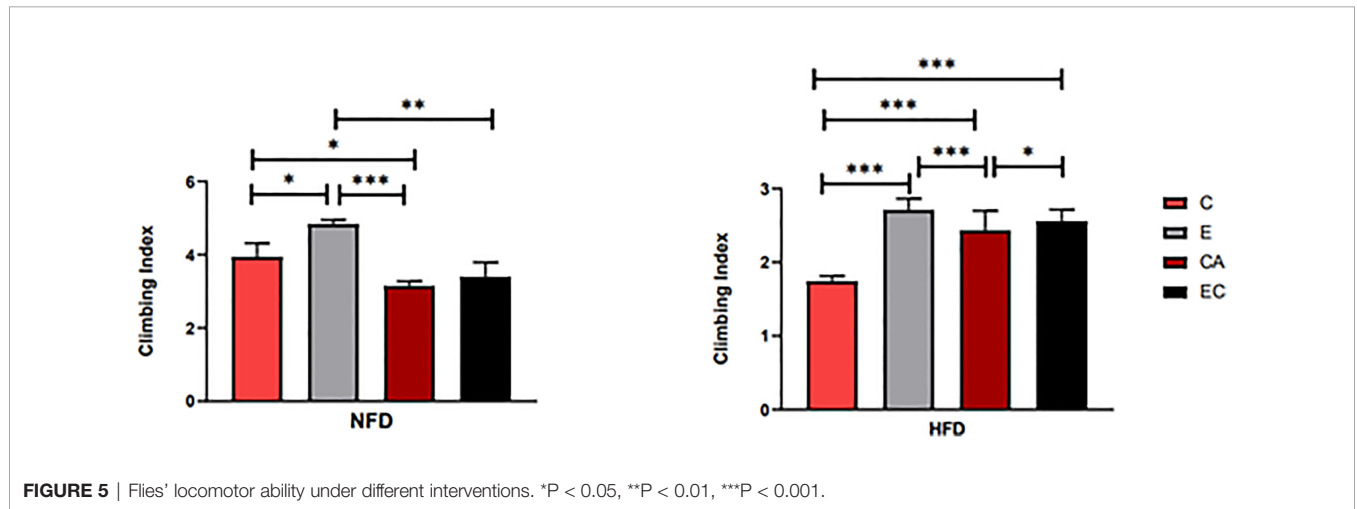 **
*
*
***
6
4
2
0
Climbing Index
NFD
***
***
***
***
*
3
2
1
0
Climbing Index
HFD
C
E
CA
EC
FIGURE 5 | Flies’ locomotor ability under different interventions. *P < 0.05, **P < 0.01, ***P < 0.001.